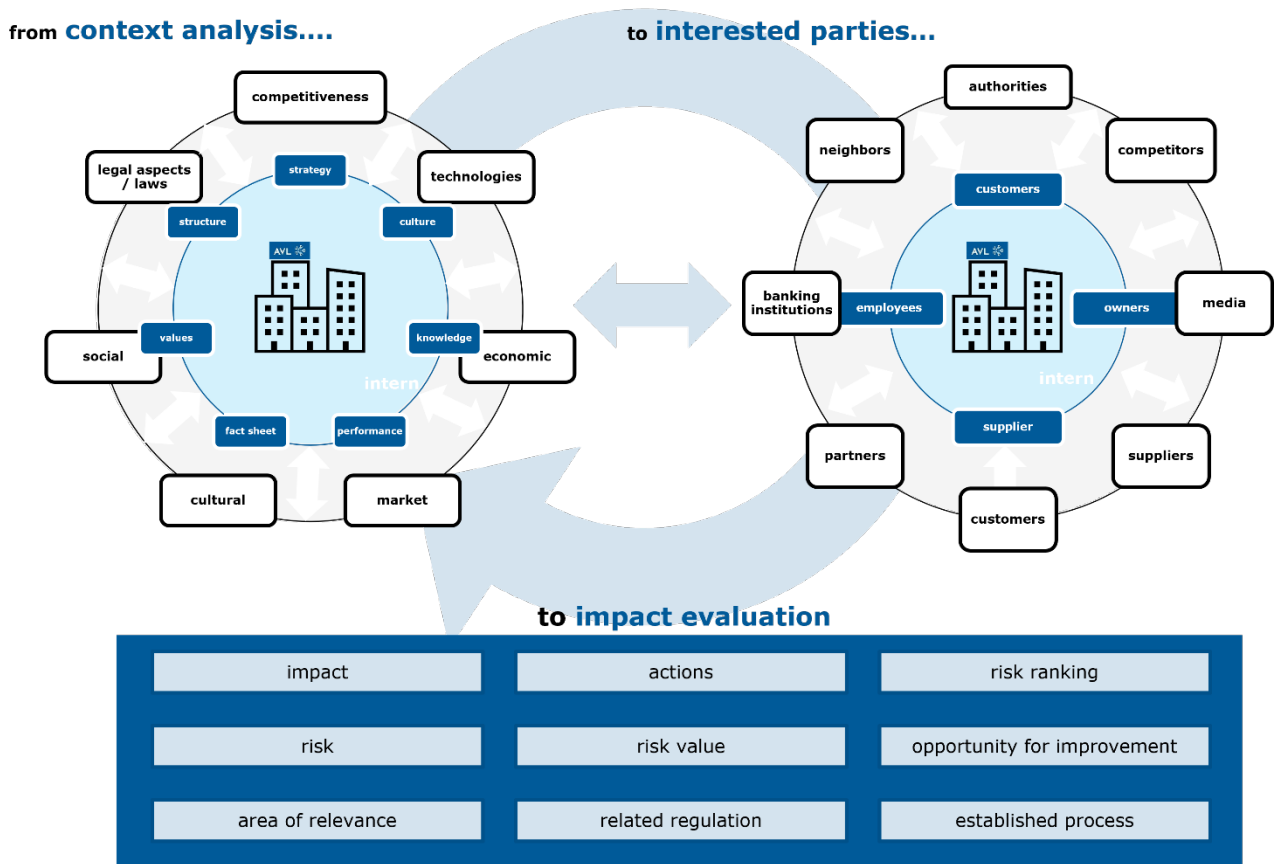 from context analysis....
to interested parties...
competitiveness
legal aspects
/ laws
technologies
strategy
structure
culture
AVL
values
knowledge
social
economic
intern
fact sheet
performance
cultural
market
authorities
neighbors
competitors
customers
AVL
banking
institutions
employees
owners
media
intern
supplier
partners
suppliers
customers
to impact evaluation
impact
actions
risk ranking
risk
risk value
opportunity for improvement
area of relevance
related regulation
established process